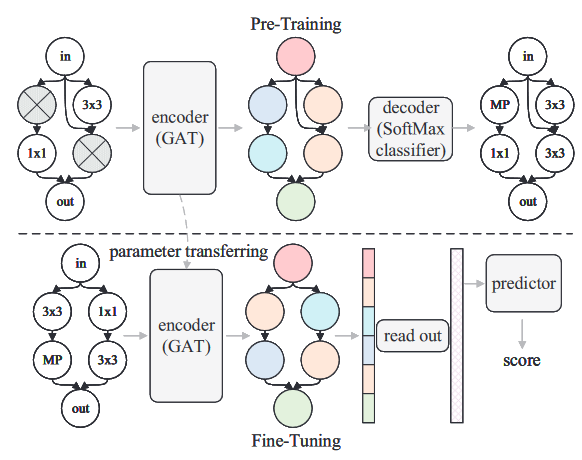 Pre-Training
in
3x3
1x1
out
encoder
(GAT)
decoder
(SoftMax
classifier)
in
MP
3x3
1x1
3x3
out
parameter transferring
in
3x3
1x1
MP
3x3
out
encoder
(GAT)
read out
predictor
score
Fine-Tuning